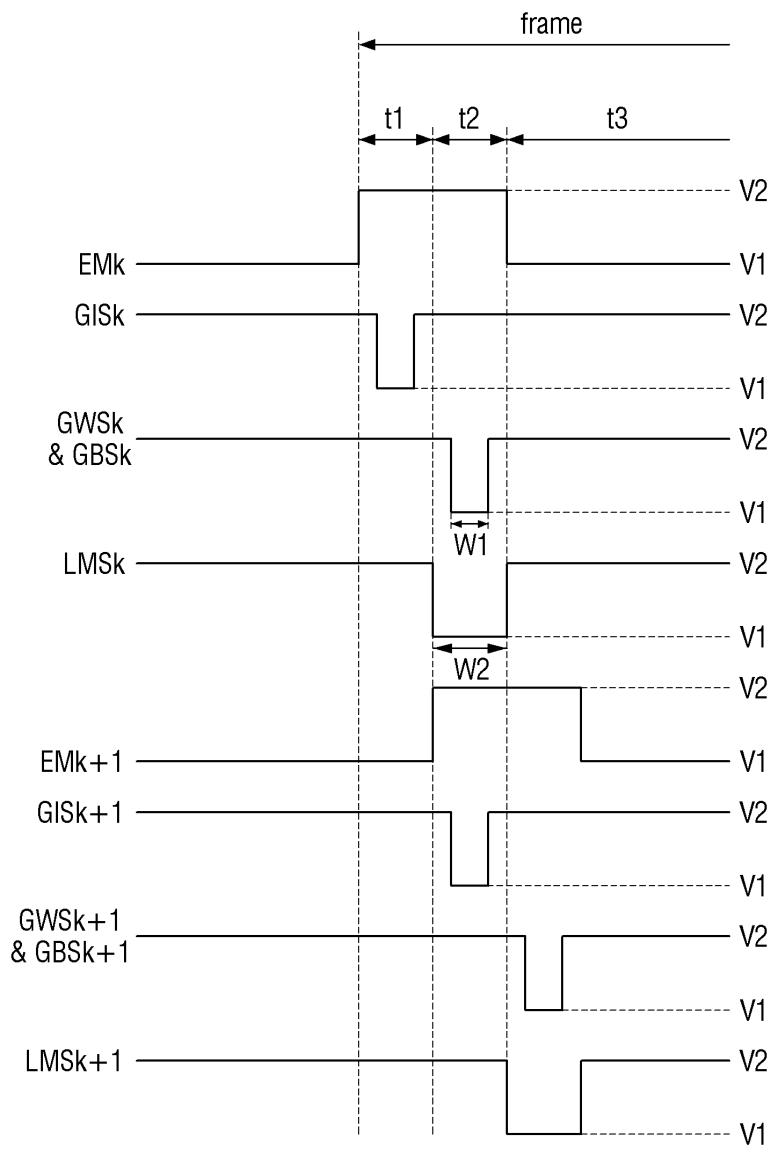 frame
t1 t2 t3
V2
EMk V1
GISk V2
V1
GWSk
& GBSk V2
V1
W1
LMSk V2
V1
W2
V2
EMk+1 V1
GISk+1 V2
V1
GWSk+1
& GBSk+1 V2
V1
LMSk+1 V2
V1